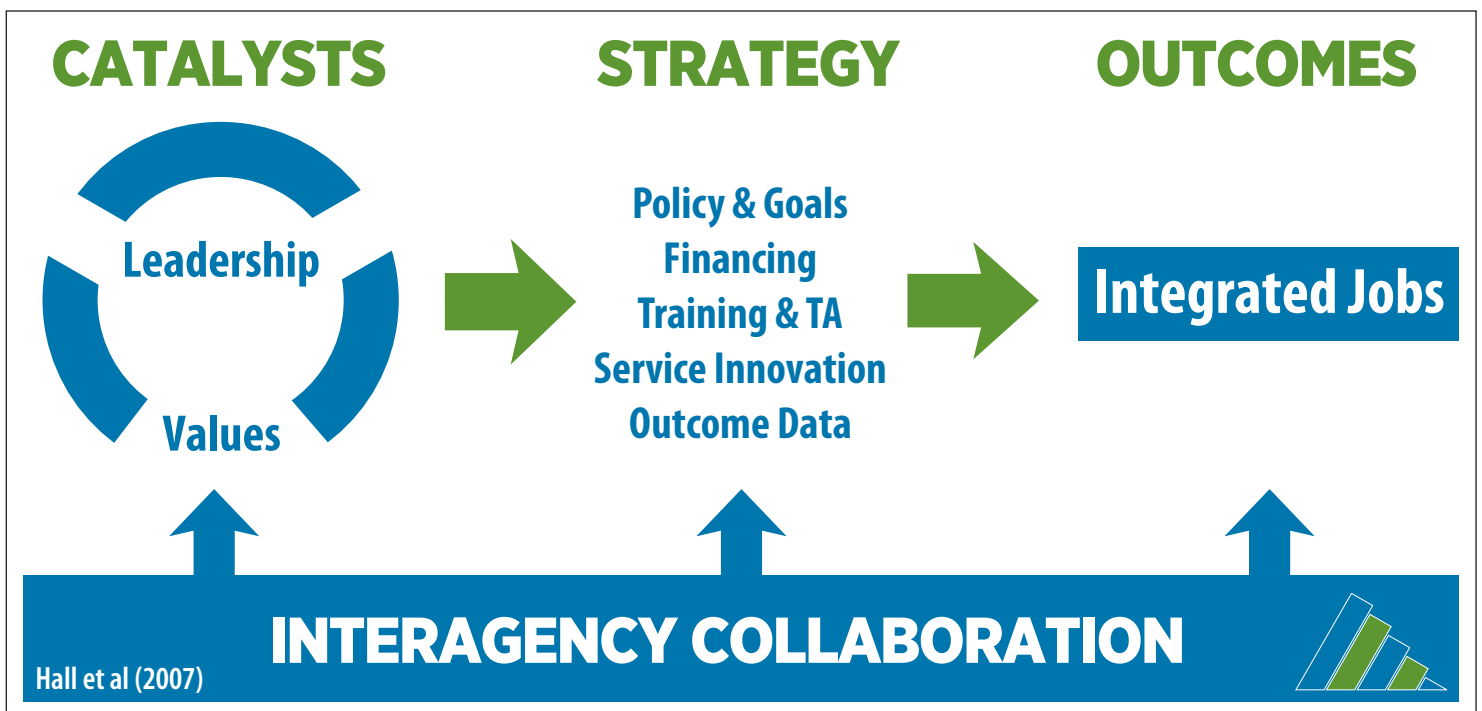 CATALYSTS
Leadership
Values
STRATEGY
Policy & Goals
Financing
Training & TA
Service Innovation
Outcome Data
OUTCOMES
Integrated Jobs
INTERAGENCY COLLABORATION
Hall et al (2007)